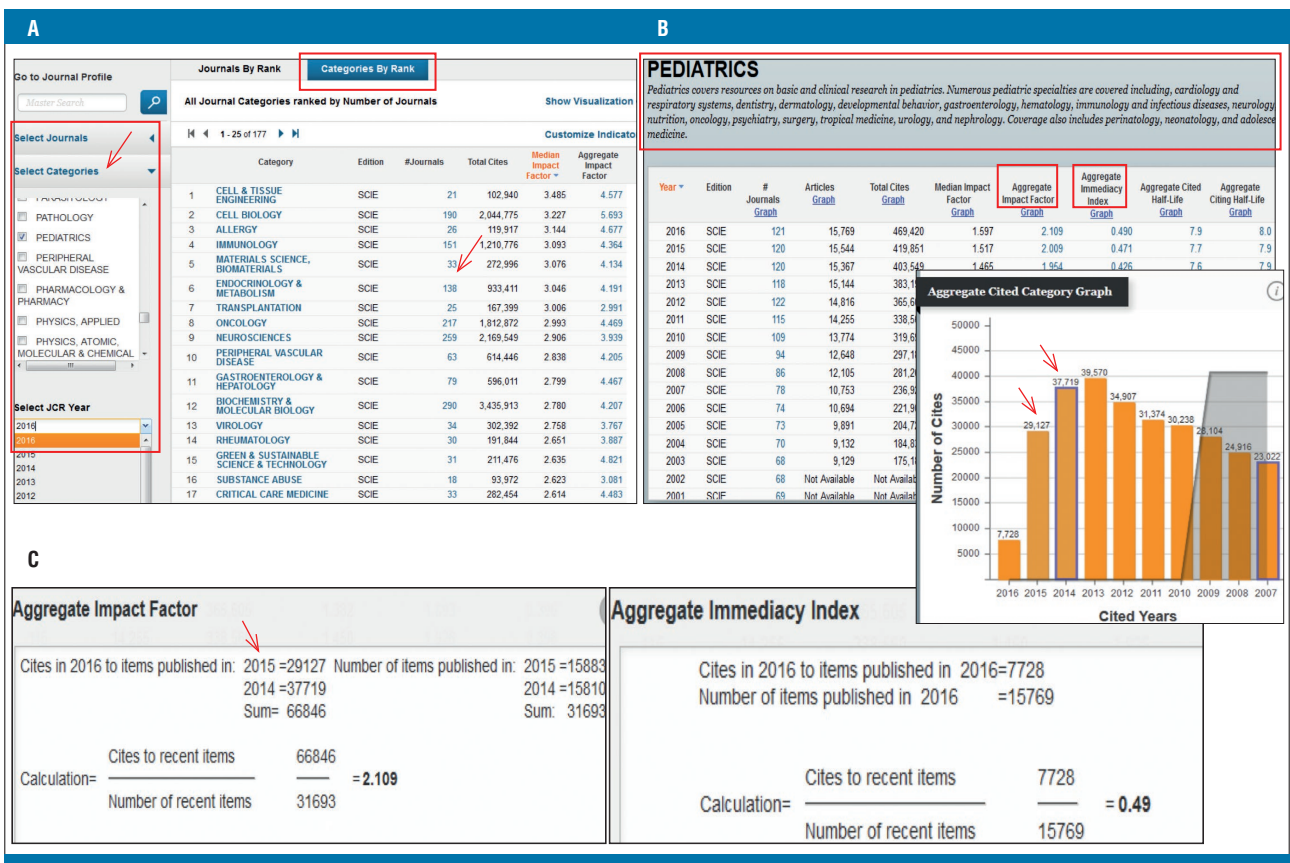 A
B
Go to Journal Profile
Master Search
Select Journals
Select Categories
PATHOLOGY
PEDIATRICS
PERIPHERAL
VASCULAR DISEASE
PHARMACOLOGY &
PHARMACY
PHYSICS, APPLIED
PHYSICS, ATOMIC,
MOLECULAR & CHEMICAL
Select JCR Year
2016
2016
2015
2014
2013
2012
Journals By Rank Categories By Rank
All Journal Categories ranked by Number of Journals Show Visualization
1 - 25 of 177 Customize Indicato
Category Edition #Journals Total Cites Median Impact Factor Aggregate Impact Factor
1 CELL & TISSUE ENGINEERING SCIE 21 102,940 3.485 4.577
2 CELL BIOLOGY SCIE 190 2,044,775 3.227 5.693
3 ALLERGY SCIE 26 119,917 3.144 4.677
4 IMMUNOLOGY SCIE 151 1,210,776 3.093 4.364
5 MATERIALS SCIENCE, BIOMATERIALS SCIE 33 272,996 3.076 4.134
6 ENDOCRINOLOGY & METABOLISM SCIE 138 933,411 3.046 4.191
7 TRANSPLANTATION SCIE 25 167,399 3.006 2.991
8 ONCOLOGY SCIE 217 1,812,872 2.993 4.469
9 NEUROSCIENCES SCIE 259 2,169,549 2.906 3.939
10 PERIPHERAL VASCULAR DISEASE SCIE 63 614,446 2.838 4.205
11 GASTROENTEROLOGY & HEPATOLOGY SCIE 79 596,011 2.799 4.467
12 BIOCHEMISTRY & MOLECULAR BIOLOGY SCIE 290 3,435,913 2.780 4.207
13 VIROLOGY SCIE 34 302,392 2.758 3.767
14 RHEUMATOLOGY SCIE 30 191,844 2.651 3.887
15 GREEN & SUSTAINABLE SCIENCE & TECHNOLOGY SCIE 31 211,476 2.635 4.821
16 SUBSTANCE ABUSE SCIE 18 93,972 2.623 3.081
17 CRITICAL CARE MEDICINE SCIE 33 282,454 2.614 4.483
PEDIATRICS
Pediatrics covers resources on basic and clinical research in pediatrics. Numerous pediatric specialties are covered including, cardiology and
respiratory systems, dentistry, dermatology, developmental behavior, gastroenterology, hematology, immunology and infectious diseases, neurology
nutrition, oncology, psychiatry, surgery, tropical medicine, urology, and nephrology. Coverage also includes perinatology, neonatology, and adolesce
medicine.
Year Edition # Journals Graph Articles Graph Total Cites Graph Median Impact Factor Graph Aggregate Impact Factor Graph Aggregate Immediacy Index Graph Aggregate Cited Half-Life Graph Aggregate Citing Half-Life Graph
2016 SCIE 121 15,769 469,420 1.597 2.109 0.490 7.9 8.0
2015 SCIE 120 15,544 419,851 1.517 2.009 0.471 7.7 7.9
2014 SCIE 120 15,367 403,549 1.465 1.954 0.426 7.6 7.9
2013 SCIE 118 15,144 383,1
2012 SCIE 122 14,816 365,6
2011 SCIE 115 14,255 338,5
2010 SCIE 109 13,774 319,6
2009 SCIE 94 12,648 297,1
2008 SCIE 86 12,105 281,2
2007 SCIE 78 10,753 236,9
2006 SCIE 74 10,694 221,9
2005 SCIE 73 9,891 204,7
2004 SCIE 70 9,132 184,8
2003 SCIE 68 9,129 175,1
2002 SCIE 68 Not Available Not Availab
2001 SCIE 69 Not Available Not Availab
Aggregate Cited Category Graph
i
Number of Cites
50000
45000
40000
35000
30000
25000
20000
15000
10000
5000
7,728 29,127 37,719 39,570 34,907 31,374 30,238 28,104 24,916 23,022
2016 2015 2014 2013 2012 2011 2010 2009 2008 2007
Cited Years
C
Aggregate Impact Factor
Cites in 2016 to items published in: 2015 =29127 Number of items published in: 2015 =15883
2014 =37719 2014 =15810
Sum= 66846 Sum: 31693
Cites to recent items 66846
Calculation= = 2.109
Number of recent items 31693
Aggregate Immediacy Index
Cites in 2016 to items published in 2016=7728
Number of items published in 2016 =15769
Cites to recent items 7728
Calculation= = 0.49
Number of recent items 15769